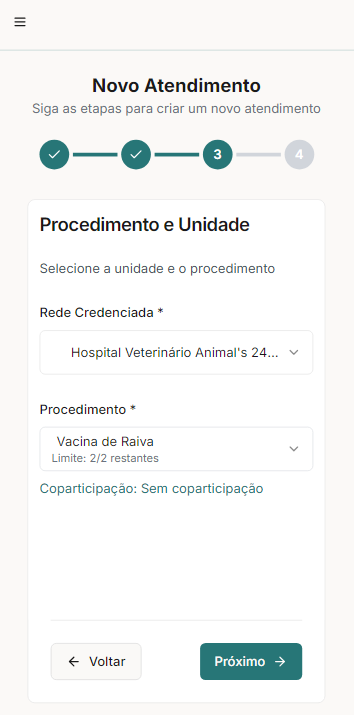 Novo Atendimento
Siga as etapas para criar um novo atendimento
3
4
Procedimento e Unidade
Selecione a unidade e o procedimento
Rede Credenciada *
Hospital Veterinário Animal's 24...
Procedimento *
Vacina de Raiva
Limite: 2/2 restantes
Coparticipação: Sem coparticipação
Voltar
Próximo